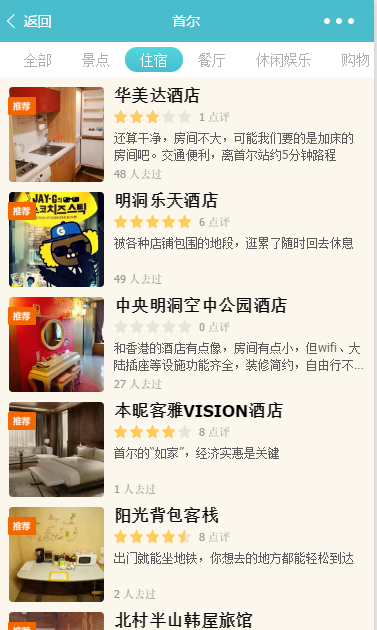 返回
首尔
全部
景点
住宿
餐厅
休闲娱乐
购物
推荐
华美达酒店
1 点评
还算干净，房间不大，可能我们要的是加床的
房间吧。交通便利，离首尔站约5分钟路程
48 人去过
JAY-G의
스코치즈스틱
G
推荐
明洞乐天酒店
6 点评
被各种店铺包围的地段，逛累了随时回去休息
49 人去过
推荐
中央明洞空中公园酒店
0 点评
和香港的酒店有点像，房间有点小，但wifi、大
陆插座等设施功能齐全，装修简约，自由行不...
27 人去过
推荐
本昵客雅VISION酒店
8 点评
首尔的“如家”，经济实惠是关键
1 人去过
推荐
阳光背包客栈
8 点评
出门就能坐地铁，你想去的地方都能轻松到达
2 人去过
推荐
北村半山韩屋旅馆